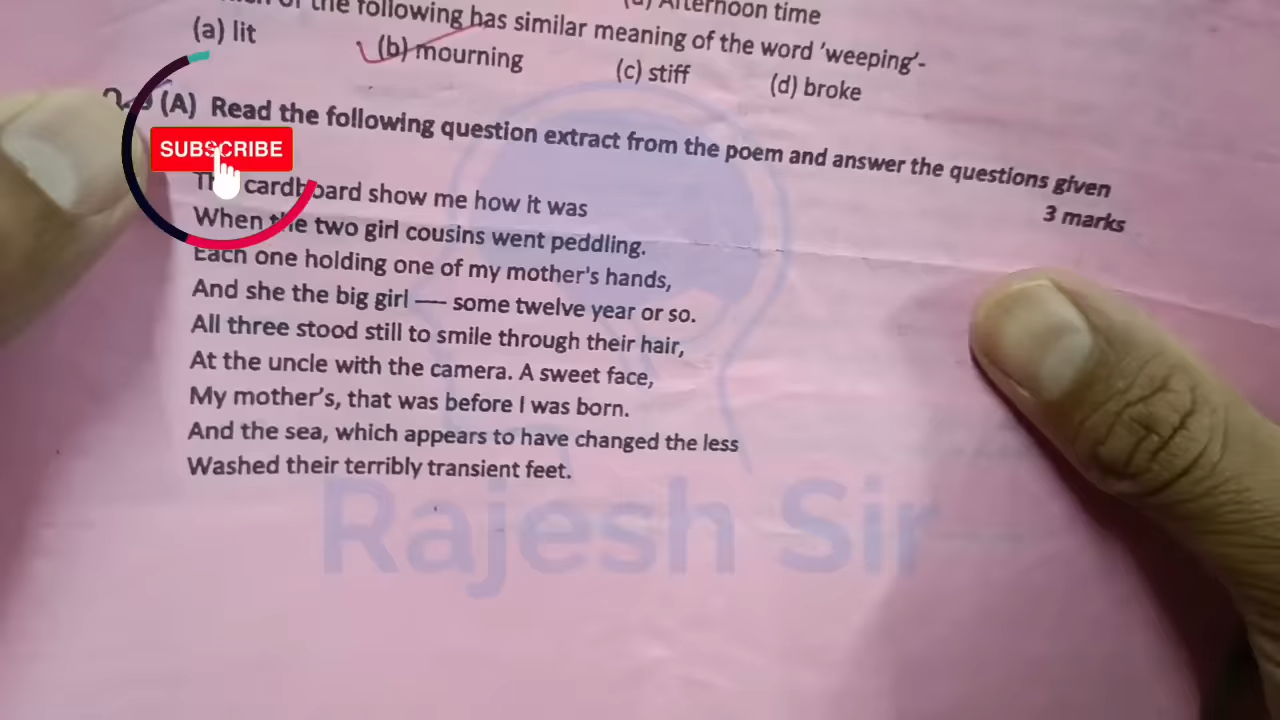 (d) Afternoon time
of the following has similar meaning of the word 'weeping'-
(a) lit
(b) mourning
(c) stiff
(d) broke
(A) Read the following question extract from the poem and answer the questions given
3 marks
SUBSCRIBE
cardboard show me how it was
When the two girl cousins went peddling.
Each one holding one of my mother's hands,
And she the big girl — some twelve year or so.
All three stood still to smile through their hair,
At the uncle with the camera. A sweet face,
My mother's, that was before I was born.
And the sea, which appears to have changed the less
Washed their terribly transient feet.
Rajesh Sir